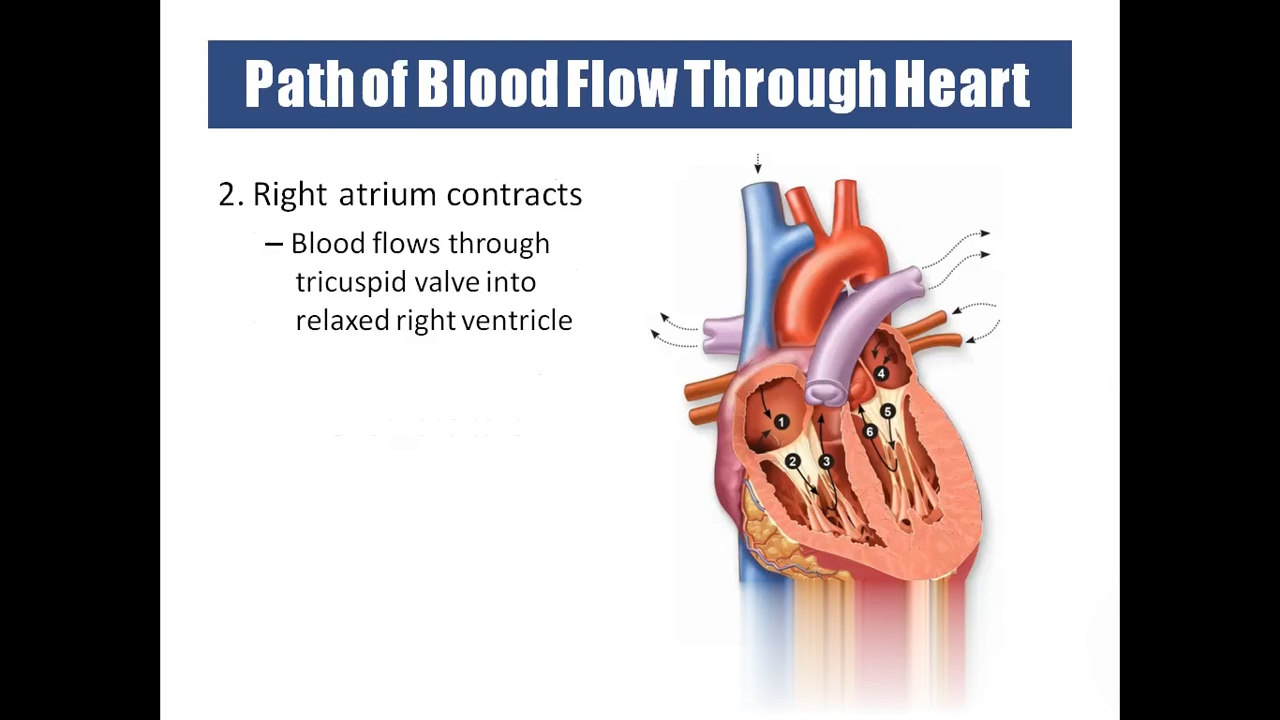 Path of Blood Flow Through Heart
2. Right atrium contracts
– Blood flows through
tricuspid valve into
relaxed right ventricle
4
1
5
6
2
3